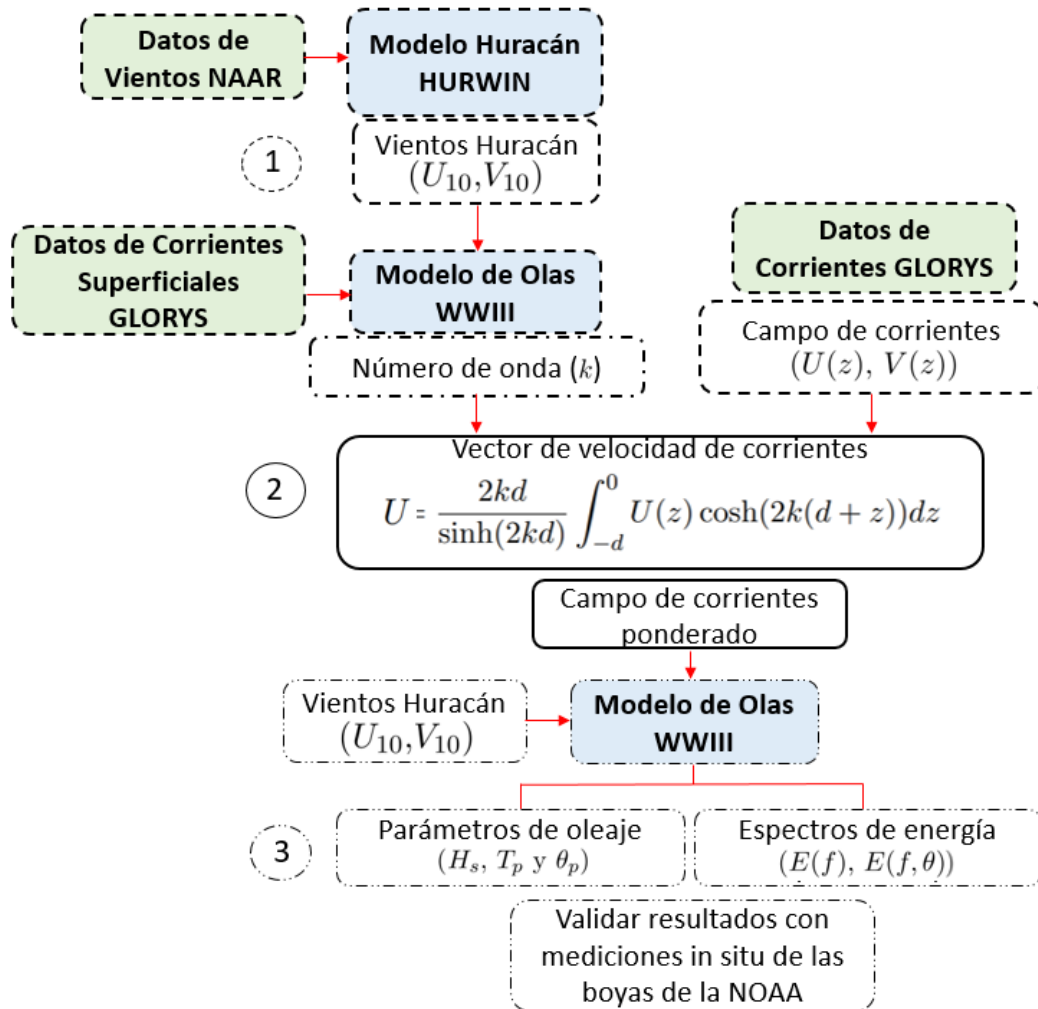 Datos de
Vientos NAAR
Modelo Huracán
HURWIN
1
Vientos Huracán
(U₁₀,V₁₀)
Datos de Corrientes
Superficiales
GLORYS
Modelo de Olas
WWIII
Número de onda (k)
Datos de
Corrientes GLORYS
Campo de corrientes
(U(z), V(z))
2
Vector de velocidad de corrientes
U = \frac{2kd}{\sinh(2kd)} \int_{-d}^{0} U(z) \cosh(2k(d + z))dz
Campo de corrientes
ponderado
Vientos Huracán
(U₁₀,V₁₀)
Modelo de Olas
WWIII
3
Parámetros de oleaje
(Hₛ, Tₚ y θₚ)
Espectros de energía
(E(f), E(f, θ))
Validar resultados con
mediciones in situ de las
boyas de la NOAA